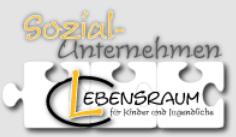 Sozial-
Unternehmen
LEBENSRAUM
für Kinder und Jugendliche